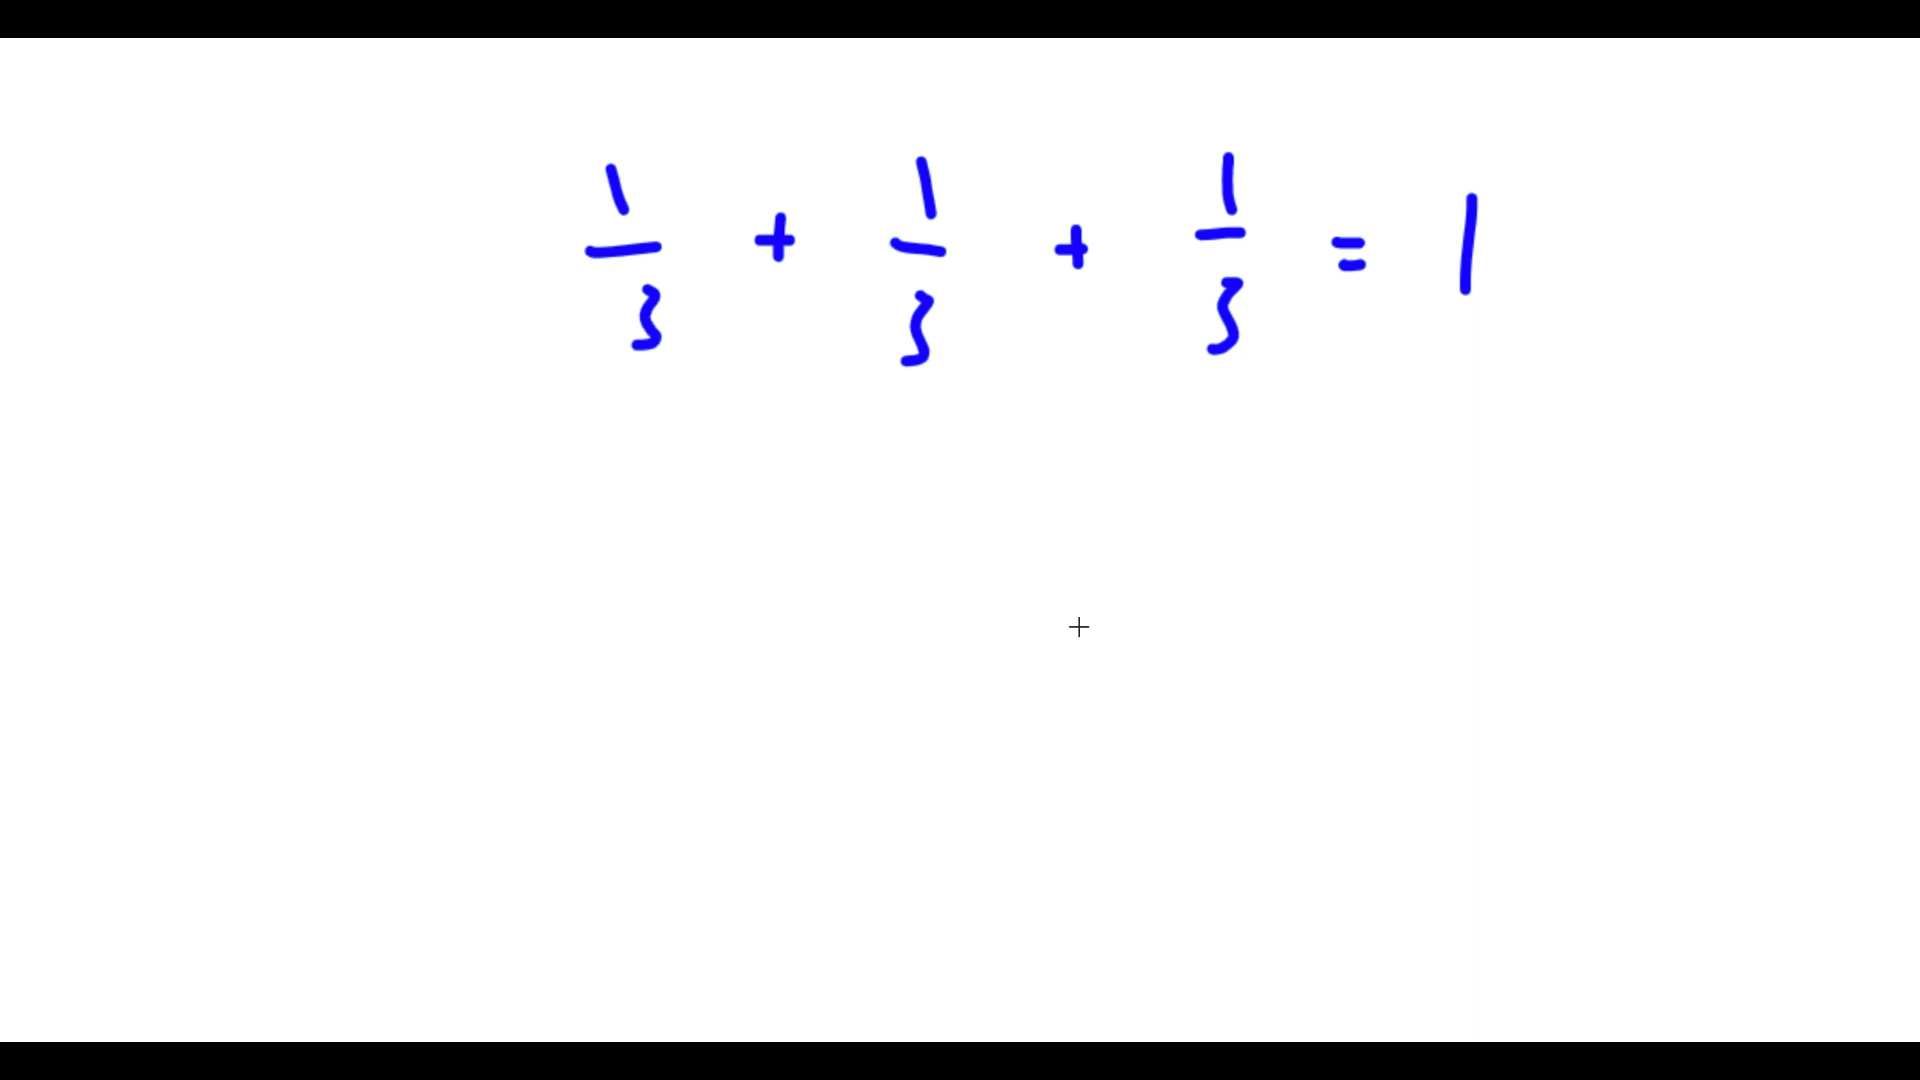 1/3 + 1/3 + 1/3 = 1